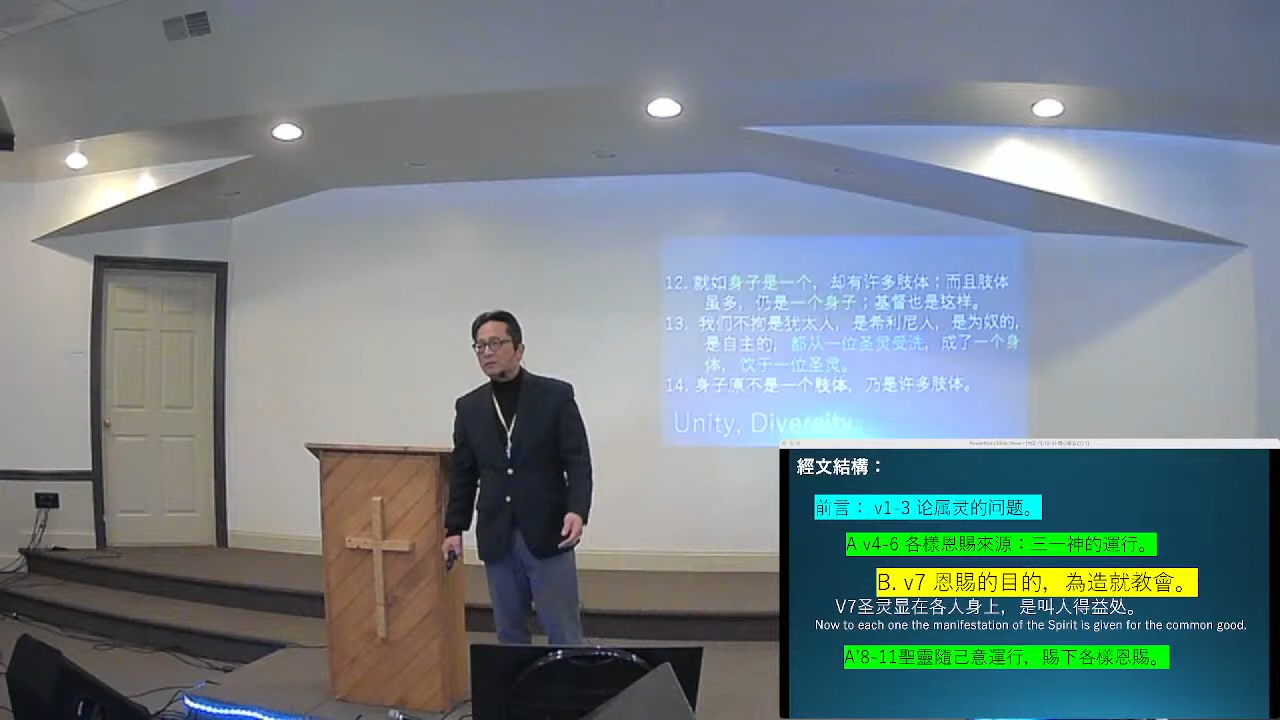 12. 就如身子是一个，却有许多肢体；而且肢体
虽多，仍是一个身子；基督也是这样。
13. 我们不拘是犹太人，是希利尼人，是为奴的，
是自主的，都从一位圣灵受洗，成了一个身
体，饮于一位圣灵。
14. 身子原不是一个肢体，乃是许多肢体。
Unity, Diversity
經文結構：
前言： v1-3 论属灵的问题。
A v4-6 各樣恩賜來源：三一神的運行。
B. v7 恩賜的目的，為造就教會。
V7圣灵显在各人身上，是叫人得益处。
Now to each one the manifestation of the Spirit is given for the common good.
A’8-11聖靈隨己意運行，賜下各樣恩賜。